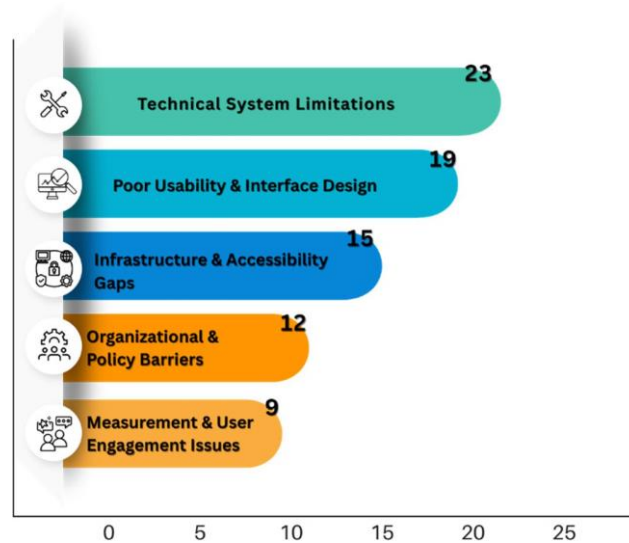 23
Technical System Limitations
19
Poor Usability & Interface Design
15
Infrastructure & Accessibility
Gaps
12
Organizational &
Policy Barriers
9
Measurement & User
Engagement Issues
0 5 10 15 20 25